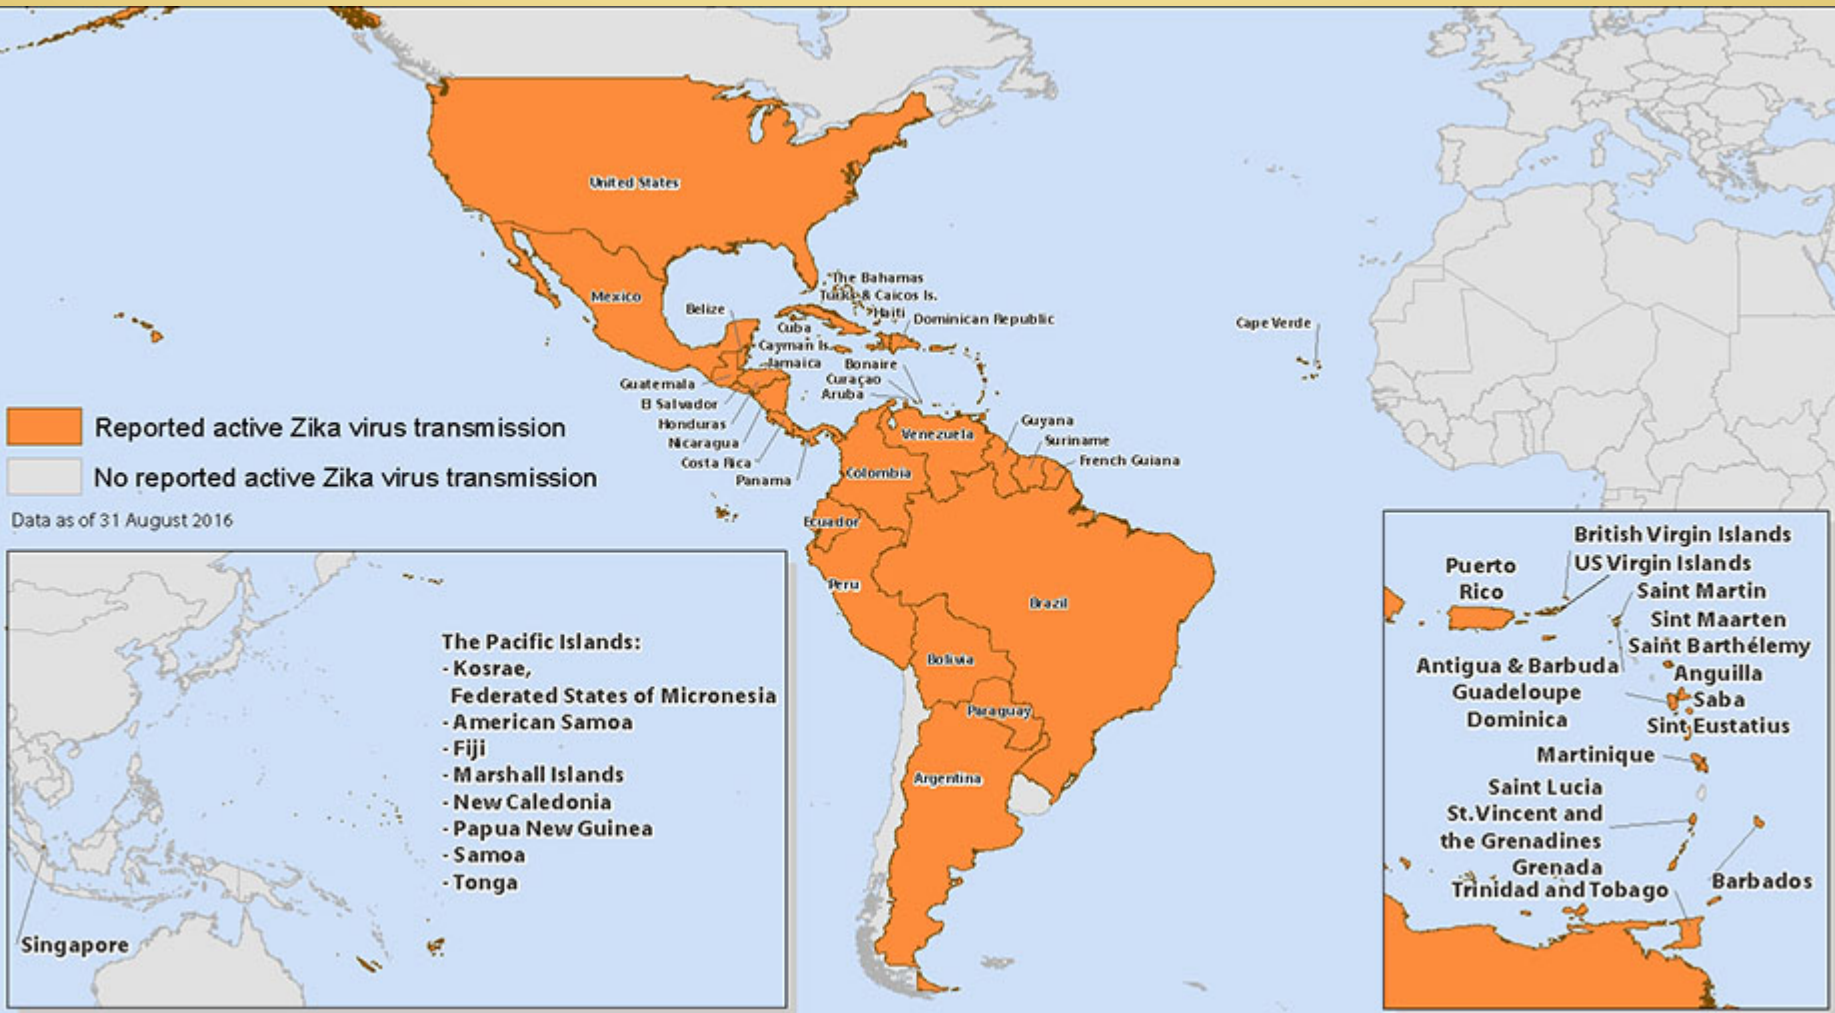 United States
Mexico
The Bahamas
Turks & Caicos Is.
Haiti
Dominican Republic
Belize
Cuba
Cayman Is.
Jamaica
Bonaire
Curaçao
Aruba
Guatemala
El Salvador
Honduras
Nicaragua
Costa Rica
Panama
Cape Verde
Venezuela
Guyana
Suriname
French Guiana
Colombia
Ecuador
Peru
Brazil
Bolivia
Paraguay
Argentina
Reported active Zika virus transmission
No reported active Zika virus transmission
Data as of 31 August 2016
The Pacific Islands:
- Kosrae,
Federated States of Micronesia
- American Samoa
- Fiji
- Marshall Islands
- New Caledonia
- Papua New Guinea
- Samoa
- Tonga
Singapore
British Virgin Islands
US Virgin Islands
Puerto
Rico
Saint Martin
Sint Maarten
Saint Barthélemy
Anguilla
Saba
Sint Eustatius
Antigua & Barbuda
Guadeloupe
Dominica
Martinique
Saint Lucia
St.Vincent and
the Grenadines
Grenada
Trinidad and Tobago
Barbados